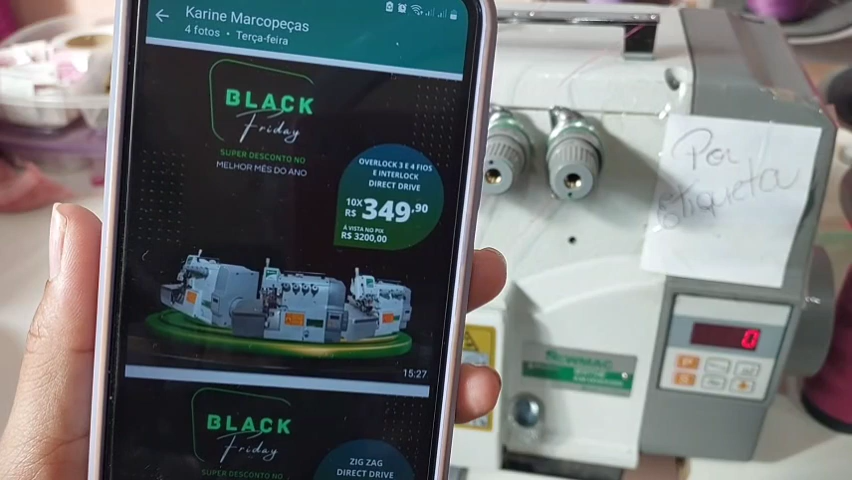 Karine Marcopeças
4 fotos • Terça-feira
BLACK
Friday
SUPER DESCONTO NO
MELHOR MÊS DO ANO
OVERLOCK 3 E 4 FIOS
E INTERLOCK
DIRECT DRIVE
10X
R$ 349,90
À VISTA NO PIX
R$ 3200,00
15:27
BLACK
Friday
SUPER DESCONTO NO
ZIG ZAG
DIRECT DRIVE
Por
Etiqueta
0
P
S
NEWMAC